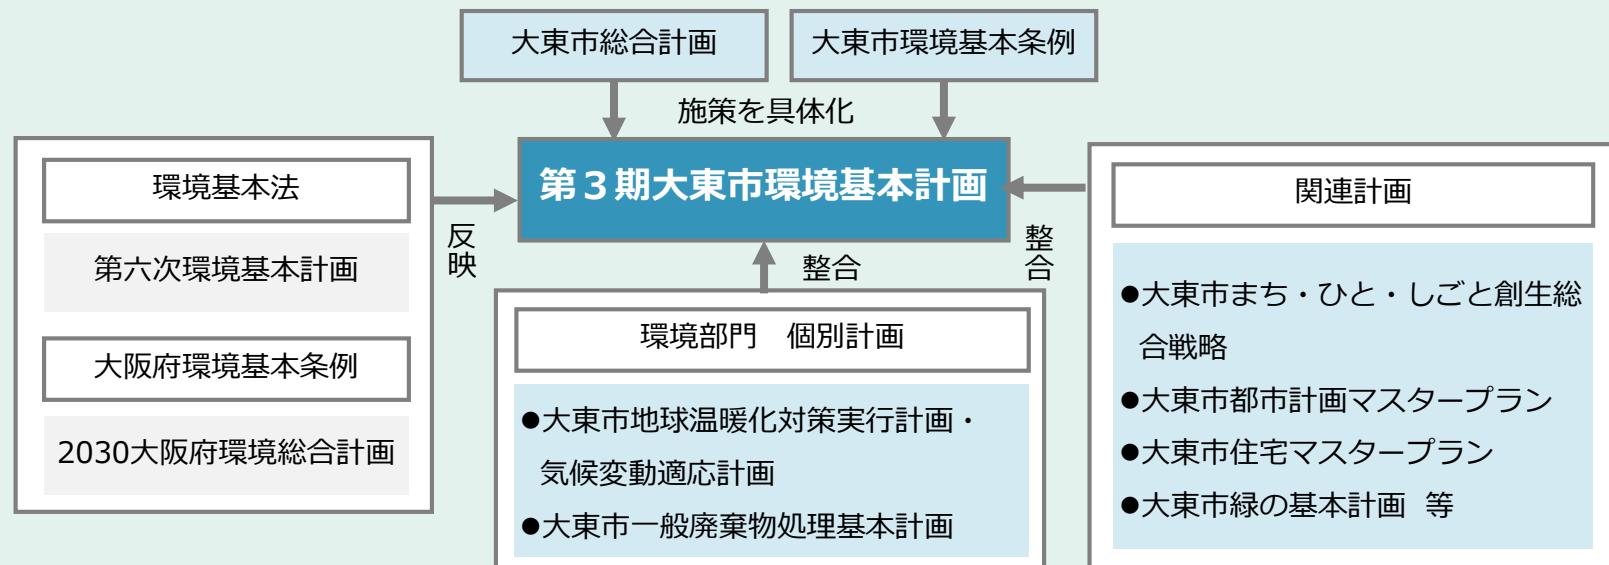 大東市総合計画
大東市環境基本条例
施策を具体化
第３期大東市環境基本計画
環境基本法
第六次環境基本計画
大阪府環境基本条例
2030大阪府環境総合計画
反映
整合
整合
環境部門　個別計画
●大東市地球温暖化対策実行計画・
気候変動適応計画
●大東市一般廃棄物処理基本計画
関連計画
●大東市まち・ひと・しごと創生総
合戦略
●大東市都市計画マスタープラン
●大東市住宅マスタープラン
●大東市緑の基本計画 等